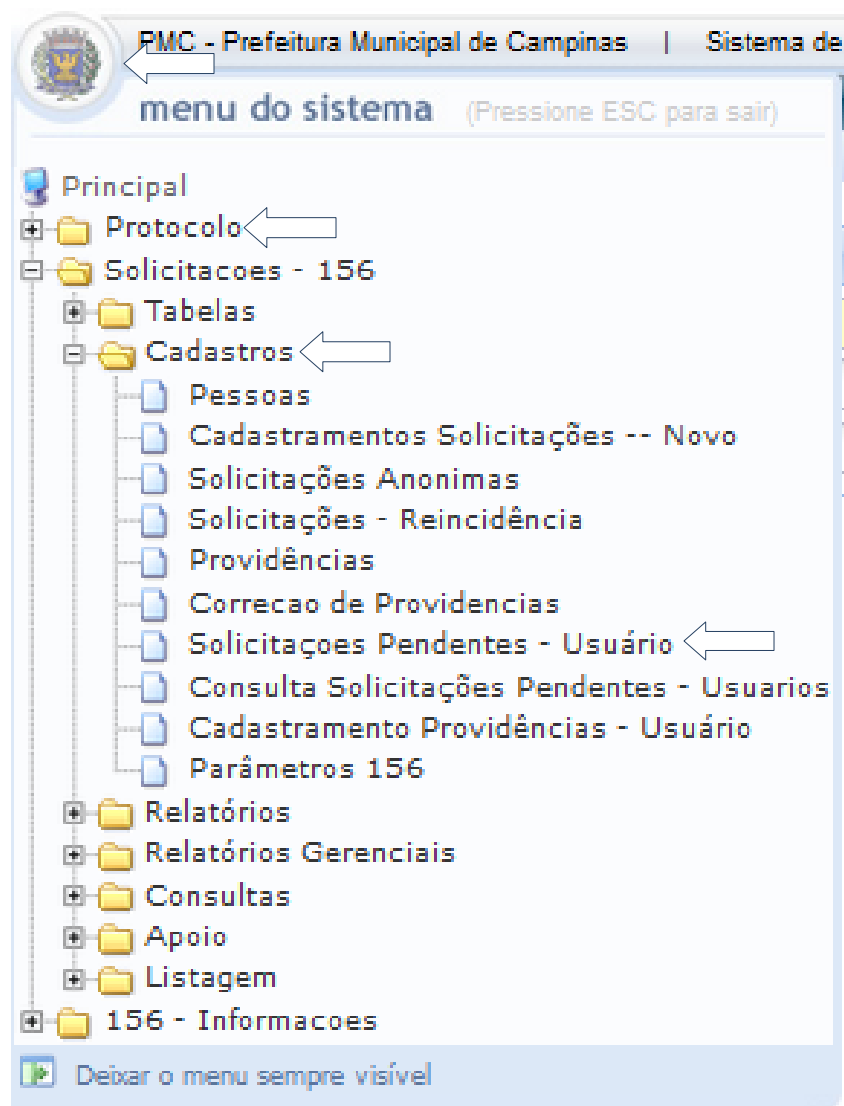 PMC - Prefeitura Municipal de Campinas | Sistema de
menu do sistema (Pressione ESC para sair)
Principal
Protocolo
Solicitacoes - 156
Tabelas
Cadastros
Pessoas
Cadastramentos Solicitações -- Novo
Solicitações Anonimas
Solicitações - Reincidência
Providências
Correcao de Providencias
Solicitaçoes Pendentes - Usuário
Consulta Solicitações Pendentes - Usuarios
Cadastramento Providências - Usuário
Parâmetros 156
Relatórios
Relatórios Gerenciais
Consultas
Apoio
Listagem
156 - Informacoes
Deixar o menu sempre visível